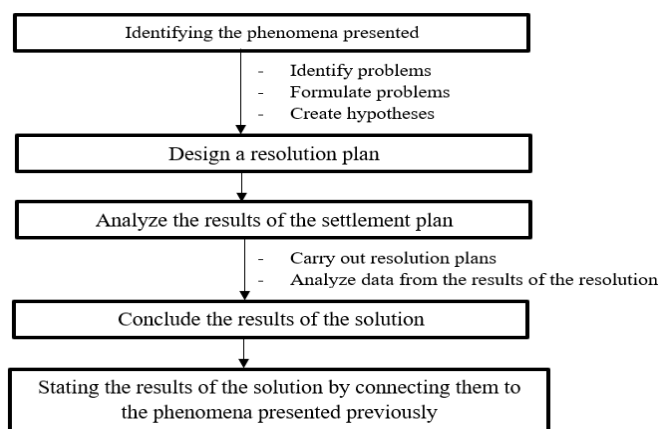 Identifying the phenomena presented
- Identify problems
- Formulate problems
- Create hypotheses
Design a resolution plan
Analyze the results of the settlement plan
- Carry out resolution plans
- Analyze data from the results of the resolution
Conclude the results of the solution
Stating the results of the solution by connecting them to
the phenomena presented previously